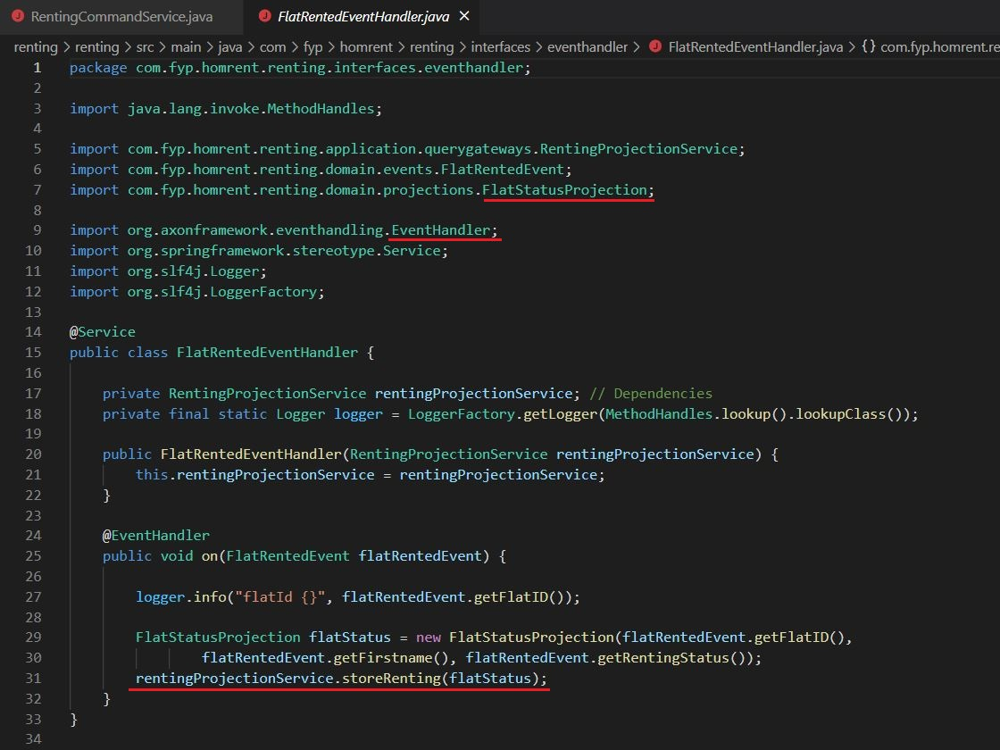 RentingCommandService.java FlatRentedEventHandler.java ×
renting > renting > src > main > java > com > fyp > homrent > renting > interfaces > eventhandler > FlatRentedEventHandler.java > {} com.fyp.homrent.re
1 package com.fyp.homrent.renting.interfaces.eventhandler;
2
3 import java.lang.invoke.MethodHandles;
4
5 import com.fyp.homrent.renting.application.querygateways.RentingProjectionService;
6 import com.fyp.homrent.renting.domain.events.FlatRentedEvent;
7 import com.fyp.homrent.renting.domain.projections.FlatStatusProjection;
8
9 import org.axonframework.eventhandling.EventHandler;
10 import org.springframework.stereotype.Service;
11 import org.slf4j.Logger;
12 import org.slf4j.LoggerFactory;
13
14 @Service
15 public class FlatRentedEventHandler {
16
17 private RentingProjectionService rentingProjectionService; // Dependencies
18 private final static Logger logger = LoggerFactory.getLogger(MethodHandles.lookup().lookupClass());
19
20 public FlatRentedEventHandler(RentingProjectionService rentingProjectionService) {
21 this.rentingProjectionService = rentingProjectionService;
22 }
23
24 @EventHandler
25 public void on(FlatRentedEvent flatRentedEvent) {
26
27 logger.info("flatId {}", flatRentedEvent.getFlatID());
28
29 FlatStatusProjection flatStatus = new FlatStatusProjection(flatRentedEvent.getFlatID(),
30 flatRentedEvent.getFirstname(), flatRentedEvent.getRentingStatus());
31 rentingProjectionService.storeRenting(flatStatus);
32 }
33 }
34